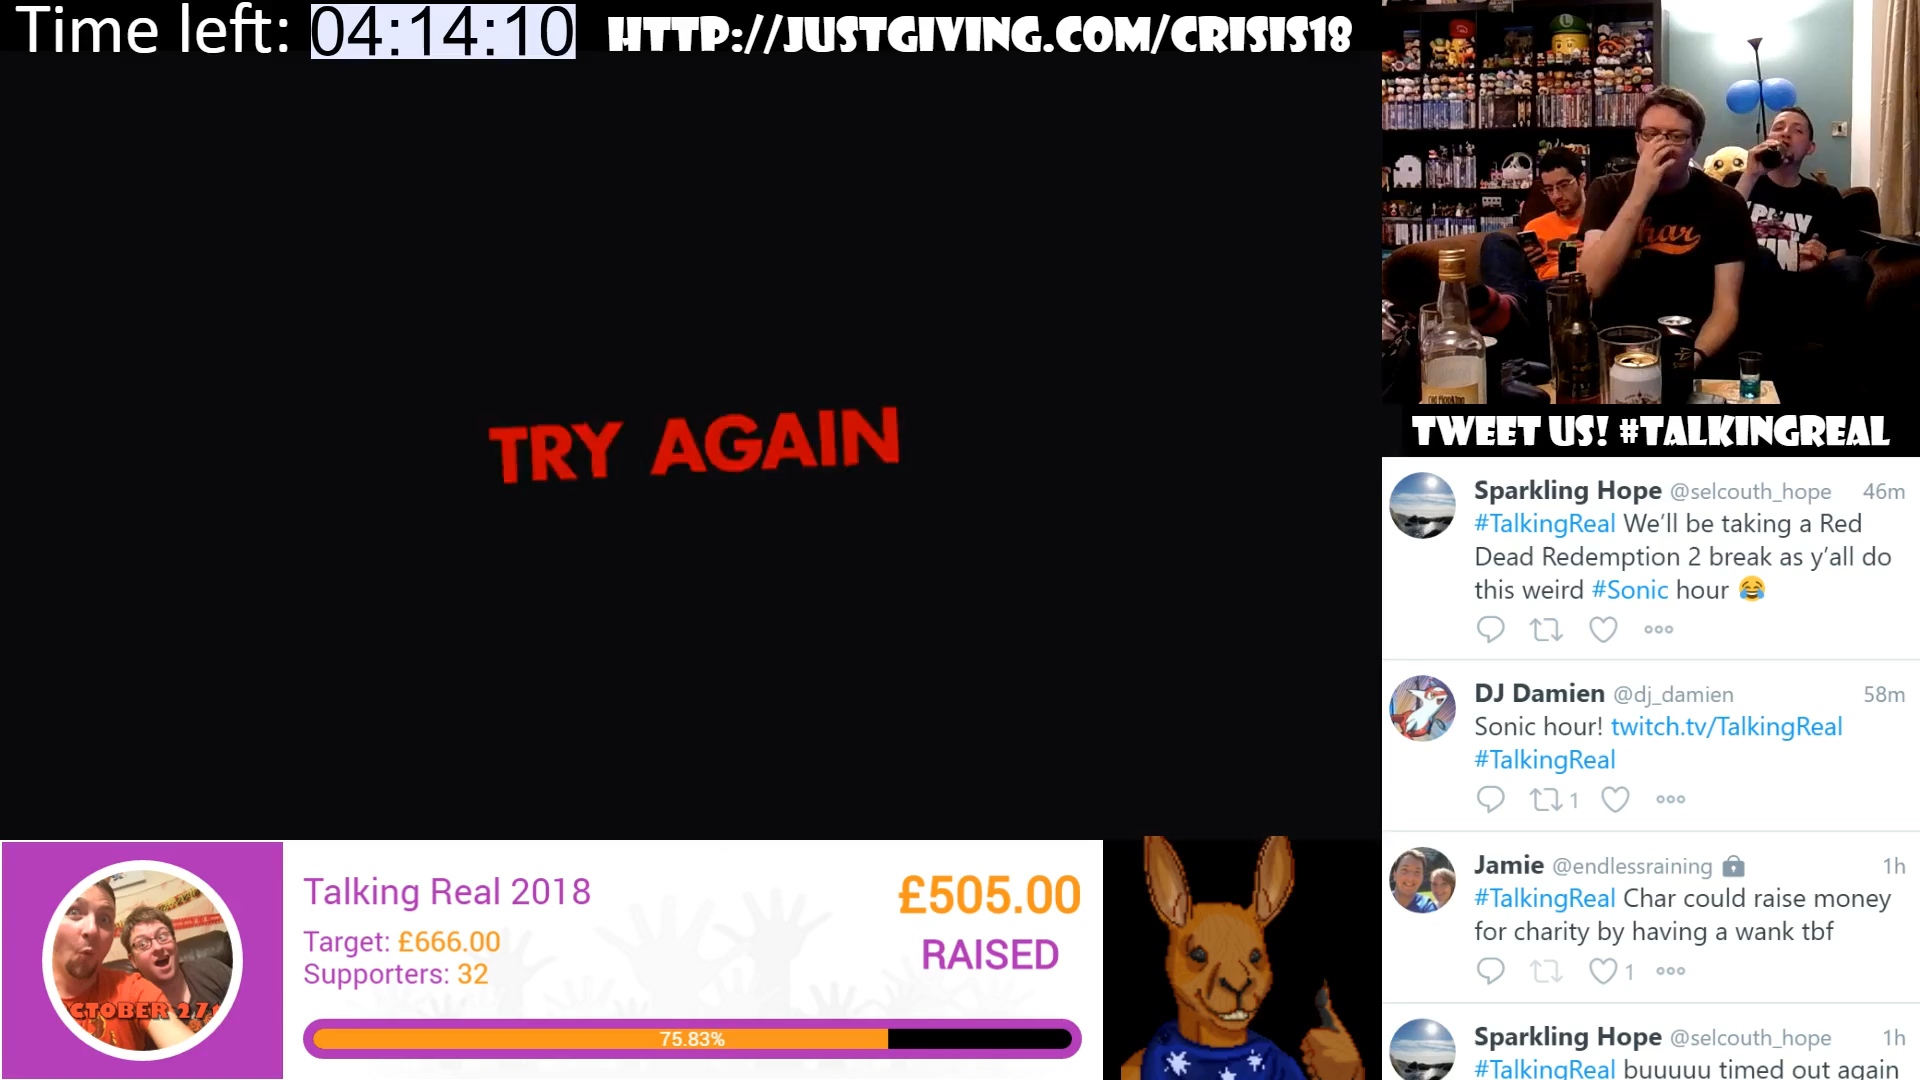 Time left: 04:14:10
HTTP://JUSTGIVING.COM/CRISIS18
TRY AGAIN
TWEET US! #TALKINGREAL
Sparkling Hope @selcouth_hope 46m
#TalkingReal We’ll be taking a Red
Dead Redemption 2 break as y’all do
this weird #Sonic hour 😂
DJ Damien @dj_damien 58m
Sonic hour! twitch.tv/TalkingReal
#TalkingReal
1
Jamie @endlessraining 1h
#TalkingReal Char could raise money
for charity by having a wank tbf
1
Sparkling Hope @selcouth_hope 1h
#TalkingReal buuuuu timed out again
CTOBER 27
Talking Real 2018
Target: £666.00
Supporters: 32
£505.00
RAISED
75.83%